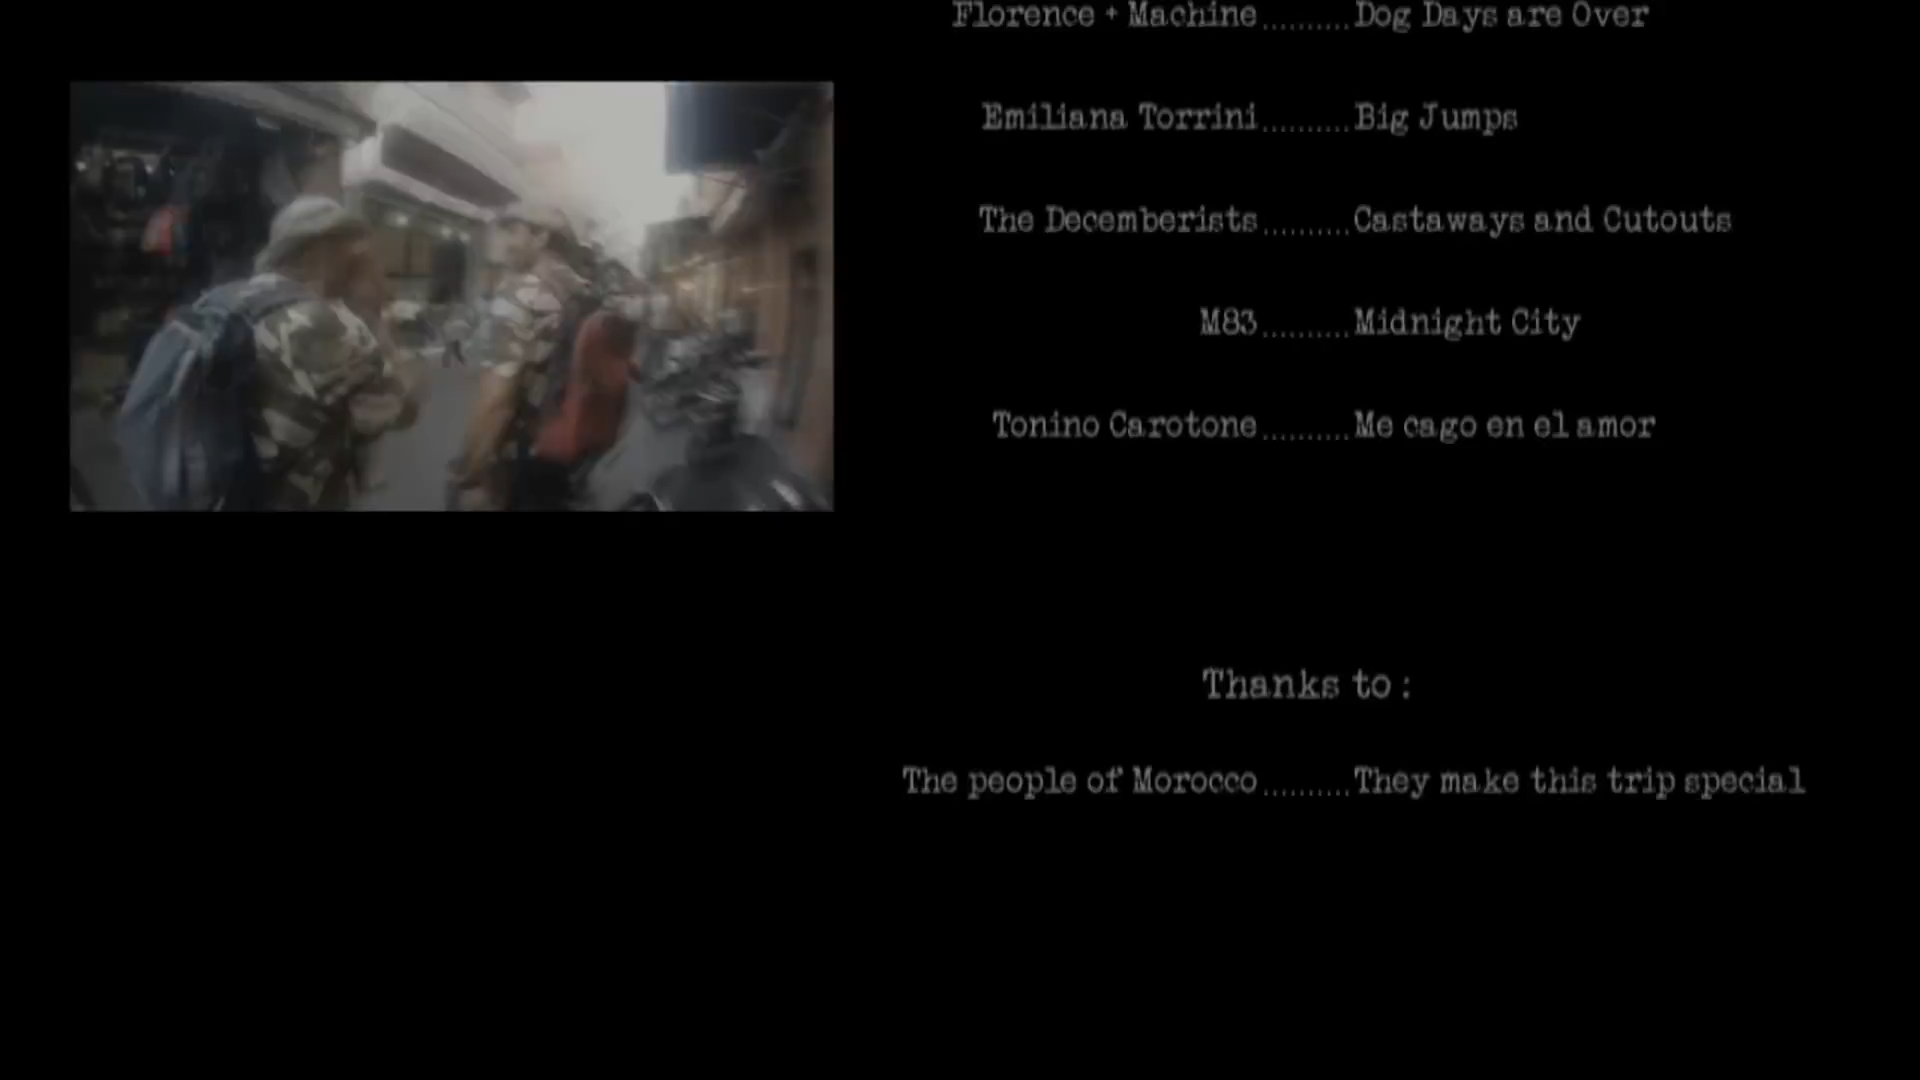 Florence + Machine..........Dog Days are Over
Emiliana Torrini..........Big Jumps
The Decemberists..........Castaways and Cutouts
M83..........Midnight City
Tonino Carotone..........Me cago en el amor
Thanks to :
The people of Morocco..........They make this trip special